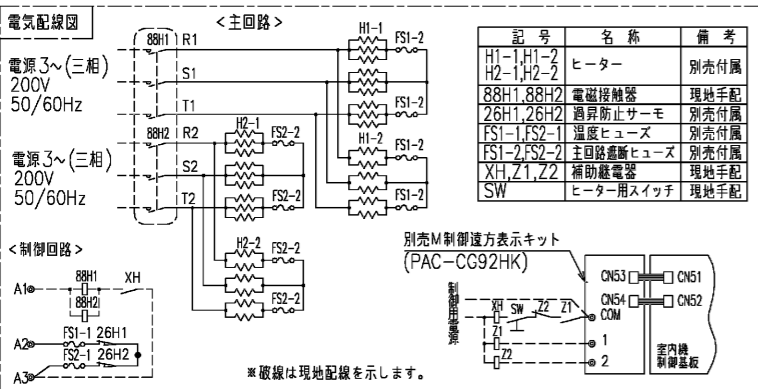 電気配線図
<主回路>
電源 3~(三相)
200V
50/60Hz
88H1
R1
S1
T1
H1-1
FS1-2
FS1-2
H1-2
FS1-2
FS1-2
電源 3~(三相)
200V
50/60Hz
88H2
R2
S2
T2
H2-1
FS2-2
FS2-2
H2-2
FS2-2
FS2-2
記 号 名 称 備 考
H1-1,H1-2
H2-1,H2-2 ヒーター 別売付属
88H1,88H2 電磁接触器 現地手配
26H1,26H2 過昇防止サーモ 別売付属
FS1-1,FS2-1 温度ヒューズ 別売付属
FS1-2,FS2-2 主回路遮断ヒューズ 別売付属
XH,Z1,Z2 補助継電器 現地手配
SW ヒーター用スイッチ 現地手配
<制御回路>
A1
88H1
XH
88H2
A2
FS1-1 26H1
FS2-1 26H2
A3
別売M制御遠方表示キット
(PAC-CG92HK)
制御用電源
XH SW Z2 Z1
Z1
Z2
CN53
CN51
CN54
CN52
COM
1
2
室内機
制御基板
※破線は現地配線を示します。